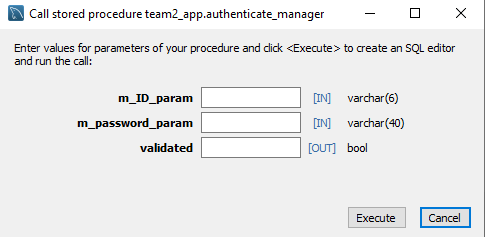 Call stored procedure team2_app.authenticate_manager
Enter values for parameters of your procedure and click <Execute> to create an SQL editor
and run the call:
m_ID_param [IN] varchar(6)
m_password_param [IN] varchar(40)
validated [OUT] bool
Execute Cancel